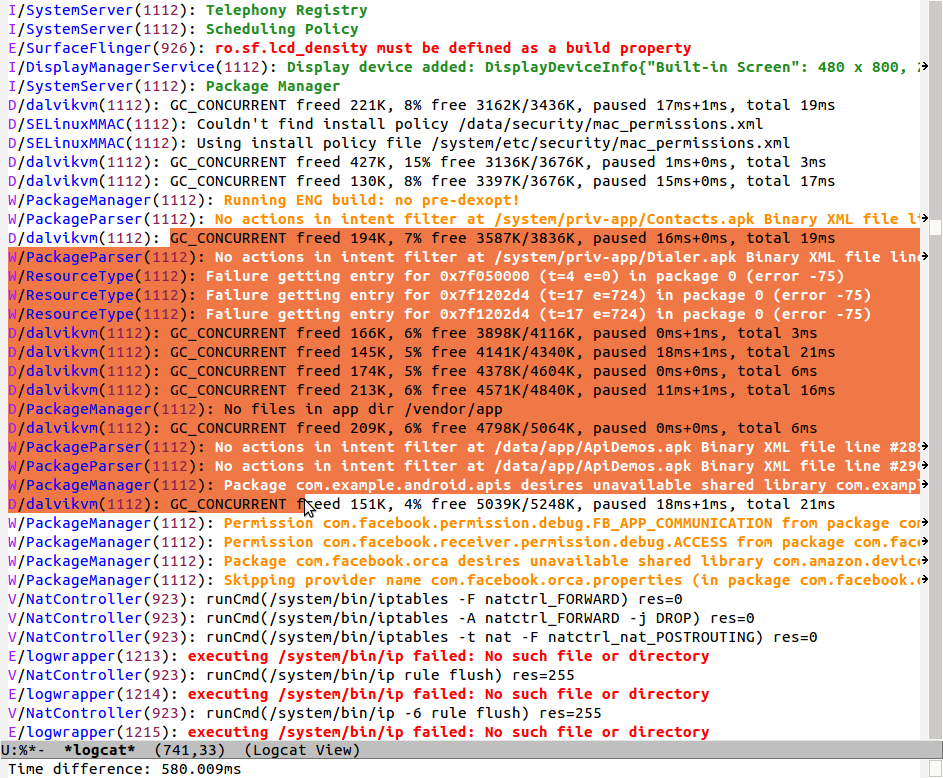 I/SystemServer(1112): Telephony Registry
I/SystemServer(1112): Scheduling Policy
E/SurfaceFlinger(926): ro.sf.lcd_density must be defined as a build property
I/DisplayManagerService(1112): Display device added: DisplayDeviceInfo{"Built-in Screen": 480 x 800,
I/SystemServer(1112): Package Manager
D/dalvikvm(1112): GC_CONCURRENT freed 221K, 8% free 3162K/3436K, paused 17ms+1ms, total 19ms
D/SELinuxMMAC(1112): Couldn't find install policy /data/security/mac_permissions.xml
D/SELinuxMMAC(1112): Using install policy file /system/etc/security/mac_permissions.xml
D/dalvikvm(1112): GC_CONCURRENT freed 427K, 15% free 3136K/3676K, paused 1ms+0ms, total 3ms
D/dalvikvm(1112): GC_CONCURRENT freed 130K, 8% free 3397K/3676K, paused 15ms+0ms, total 17ms
W/PackageManager(1112): Running ENG build: no pre-dexopt!
W/PackageParser(1112): No actions in intent filter at /system/priv-app/Contacts.apk Binary XML file
D/dalvikvm(1112): GC_CONCURRENT freed 194K, 7% free 3587K/3836K, paused 16ms+0ms, total 19ms
W/PackageParser(1112): No actions in intent filter at /system/priv-app/Dialer.apk Binary XML file line
W/ResourceType(1112): Failure getting entry for 0x7f050000 (t=4 e=0) in package 0 (error -75)
W/ResourceType(1112): Failure getting entry for 0x7f1202d4 (t=17 e=724) in package 0 (error -75)
W/ResourceType(1112): Failure getting entry for 0x7f1202d4 (t=17 e=724) in package 0 (error -75)
D/dalvikvm(1112): GC_CONCURRENT freed 166K, 6% free 3898K/4116K, paused 0ms+1ms, total 3ms
D/dalvikvm(1112): GC_CONCURRENT freed 145K, 5% free 4141K/4340K, paused 18ms+1ms, total 21ms
D/dalvikvm(1112): GC_CONCURRENT freed 174K, 5% free 4378K/4604K, paused 0ms+0ms, total 6ms
D/dalvikvm(1112): GC_CONCURRENT freed 213K, 6% free 4571K/4840K, paused 11ms+1ms, total 16ms
D/PackageManager(1112): No files in app dir /vendor/app
D/dalvikvm(1112): GC_CONCURRENT freed 209K, 6% free 4798K/5064K, paused 0ms+0ms, total 6ms
W/PackageParser(1112): No actions in intent filter at /data/app/ApiDemos.apk Binary XML file line #289
W/PackageParser(1112): No actions in intent filter at /data/app/ApiDemos.apk Binary XML file line #290
W/PackageManager(1112): Package com.example.android.apis desires unavailable shared library com.examp
D/dalvikvm(1112): GC_CONCURRENT freed 151K, 4% free 5039K/5248K, paused 18ms+1ms, total 21ms
W/PackageManager(1112): Permission com.facebook.permission.debug.FB_APP_COMMUNICATION from package com
W/PackageManager(1112): Permission com.facebook.receiver.permission.debug.ACCESS from package com.face
W/PackageManager(1112): Package com.facebook.orca desires unavailable shared library com.amazon.device
W/PackageManager(1112): Skipping provider name com.facebook.orca.properties (in package com.facebook.o
V/NatController(923): runCmd(/system/bin/iptables -F natctrl_FORWARD) res=0
V/NatController(923): runCmd(/system/bin/iptables -A natctrl_FORWARD -j DROP) res=0
V/NatController(923): runCmd(/system/bin/iptables -t nat -F natctrl_nat_POSTROUTING) res=0
E/logwrapper(1213): executing /system/bin/ip failed: No such file or directory
V/NatController(923): runCmd(/system/bin/ip rule flush) res=255
E/logwrapper(1214): executing /system/bin/ip failed: No such file or directory
V/NatController(923): runCmd(/system/bin/ip -6 rule flush) res=255
E/logwrapper(1215): executing /system/bin/ip failed: No such file or directory
U:%*-  *logcat*  (741,33)  (Logcat View)
Time difference: 580.009ms